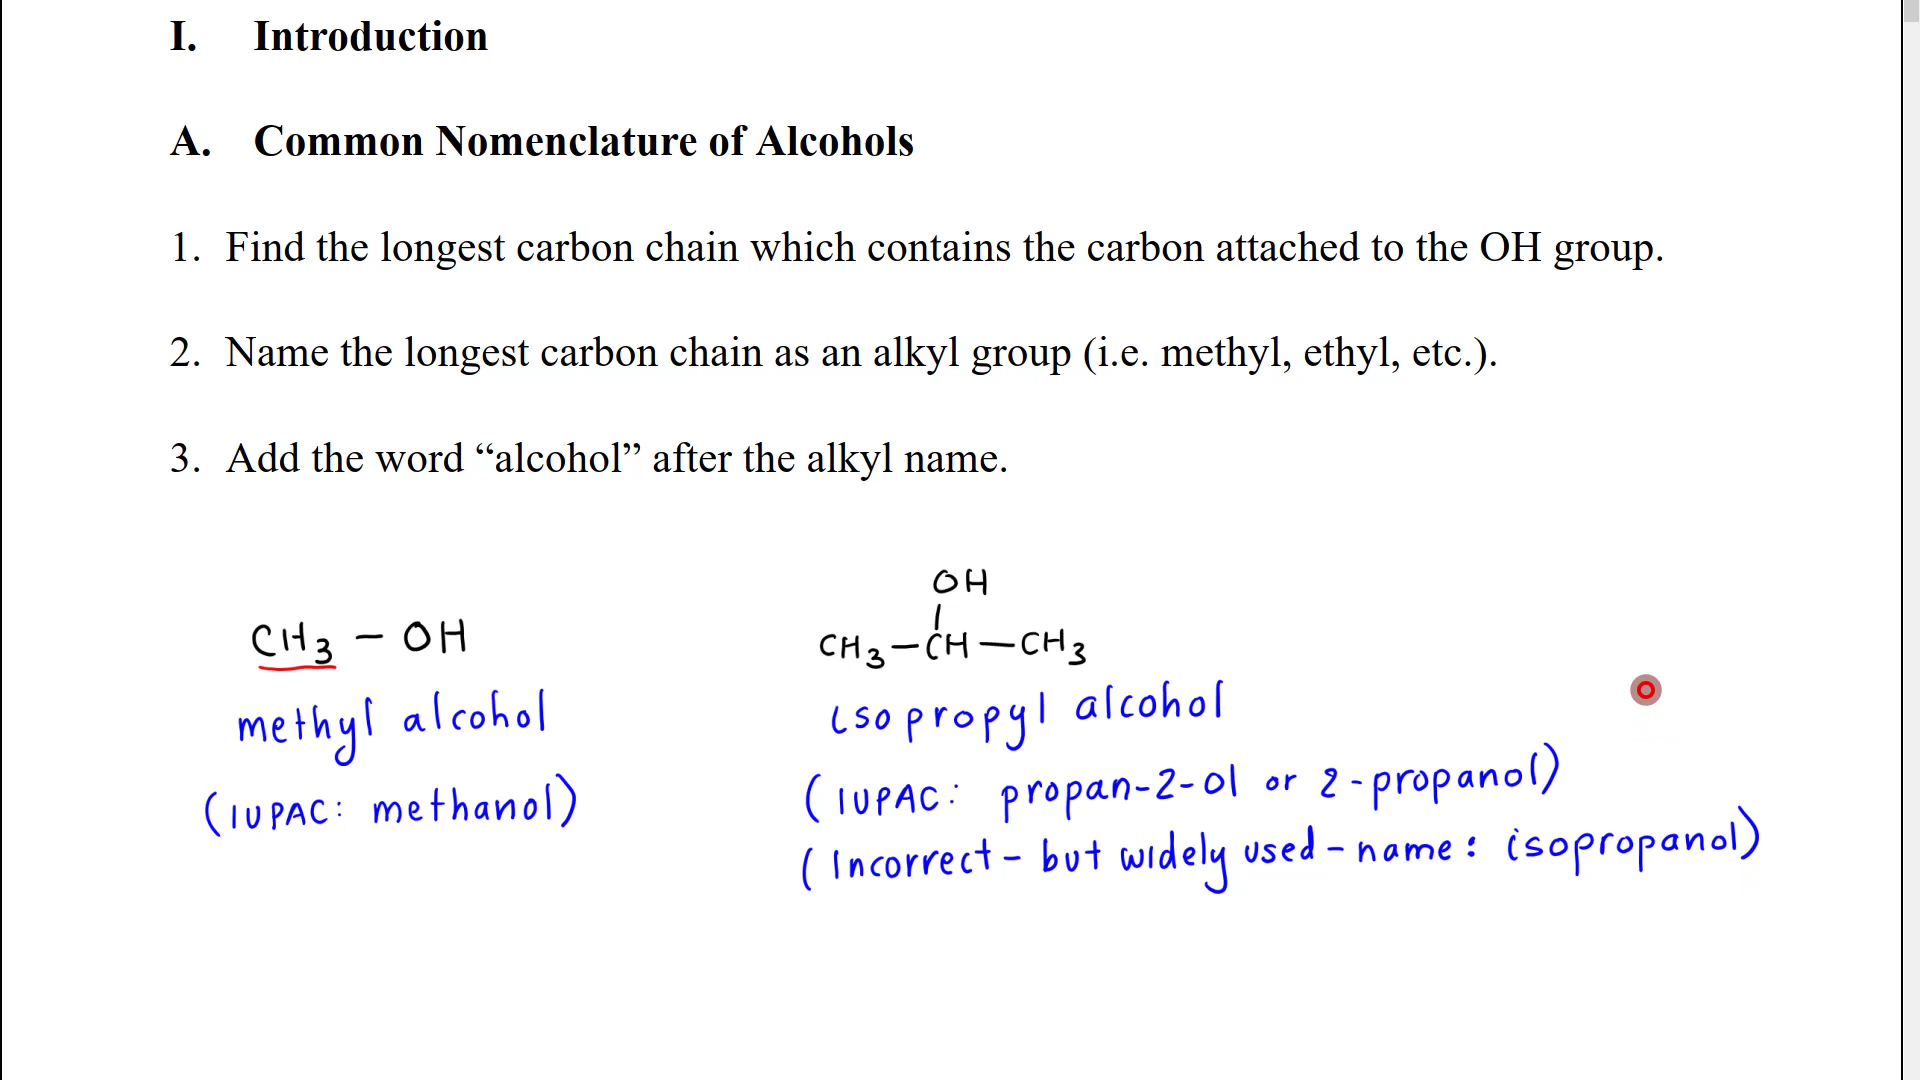 I. Introduction
A. Common Nomenclature of Alcohols
1. Find the longest carbon chain which contains the carbon attached to the OH group.
2. Name the longest carbon chain as an alkyl group (i.e. methyl, ethyl, etc.).
3. Add the word “alcohol” after the alkyl name.
CH3 – OH
methyl alcohol
(IUPAC: methanol)
OH
CH3 – CH – CH3
isopropyl alcohol
(IUPAC: propan-2-ol or 2-propanol)
(Incorrect - but widely used - name: isopropanol)